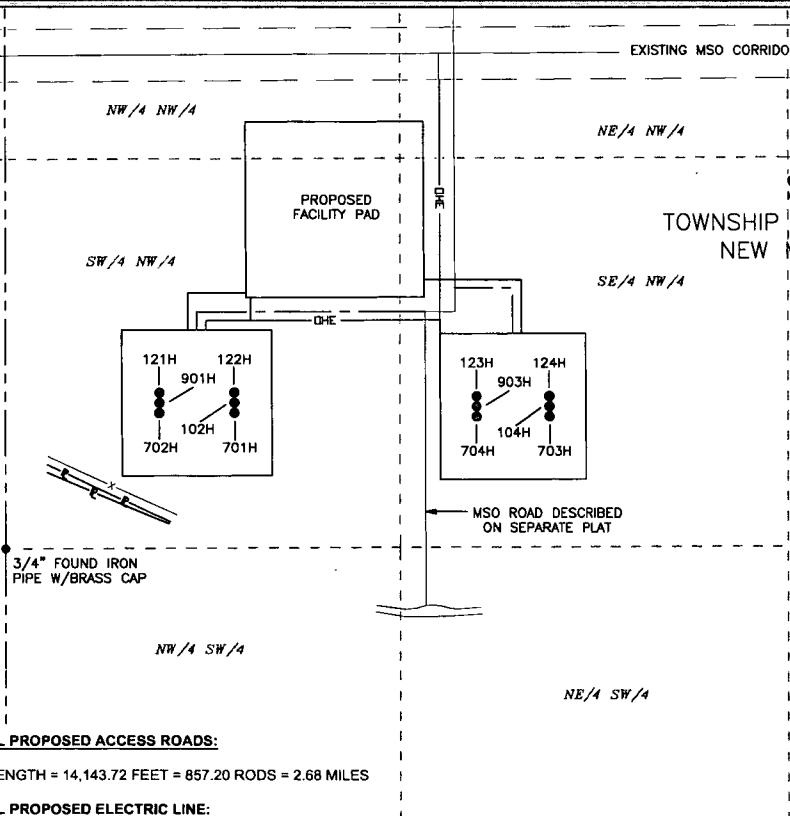 EXISTING MSO CORRIDO
NW/4 NW/4
NE/4 NW/4
PROPOSED
FACILITY PAD
OHE
TOWNSHIP
NEW
SW/4 NW/4
SE/4 NW/4
OHE
121H 122H
901H
102H
702H 701H
123H 124H
903H
104H
704H 703H
X
P P P
MSO ROAD DESCRIBED
ON SEPARATE PLAT
3/4" FOUND IRON
PIPE W/BRASS CAP
NW/4 SW/4
NE/4 SW/4
L PROPOSED ACCESS ROADS:
ENGTH = 14,143.72 FEET = 857.20 RODS = 2.68 MILES
L PROPOSED ELECTRIC LINE: